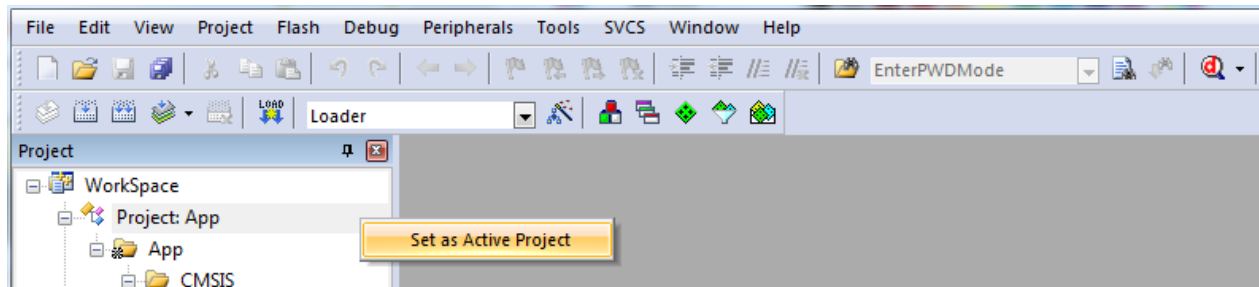 File Edit View Project Flash Debug Peripherals Tools SVCS Window Help
EnterPWDMode
LOAD Loader
Project
WorkSpace
Project: App
Set as Active Project
App
CMSIS